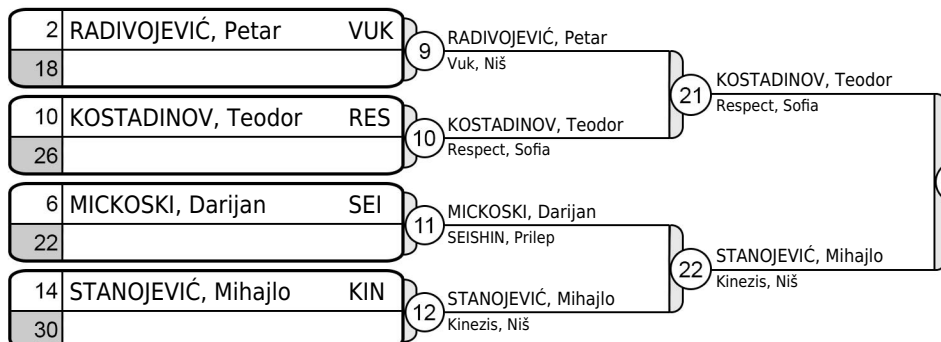 2 RADIVOJEVIĆ, Petar VUK
18
9
RADIVOJEVIĆ, Petar
Vuk, Niš
10 KOSTADINOV, Teodor RES
26
10
KOSTADINOV, Teodor
Respect, Sofia
21
KOSTADINOV, Teodor
Respect, Sofia
6 MICKOSKI, Darijan SEI
22
11
MICKOSKI, Darijan
SEISHIN, Prilep
14 STANOJEVIĆ, Mihajlo KIN
30
12
STANOJEVIĆ, Mihajlo
Kinezis, Niš
22
STANOJEVIĆ, Mihajlo
Kinezis, Niš